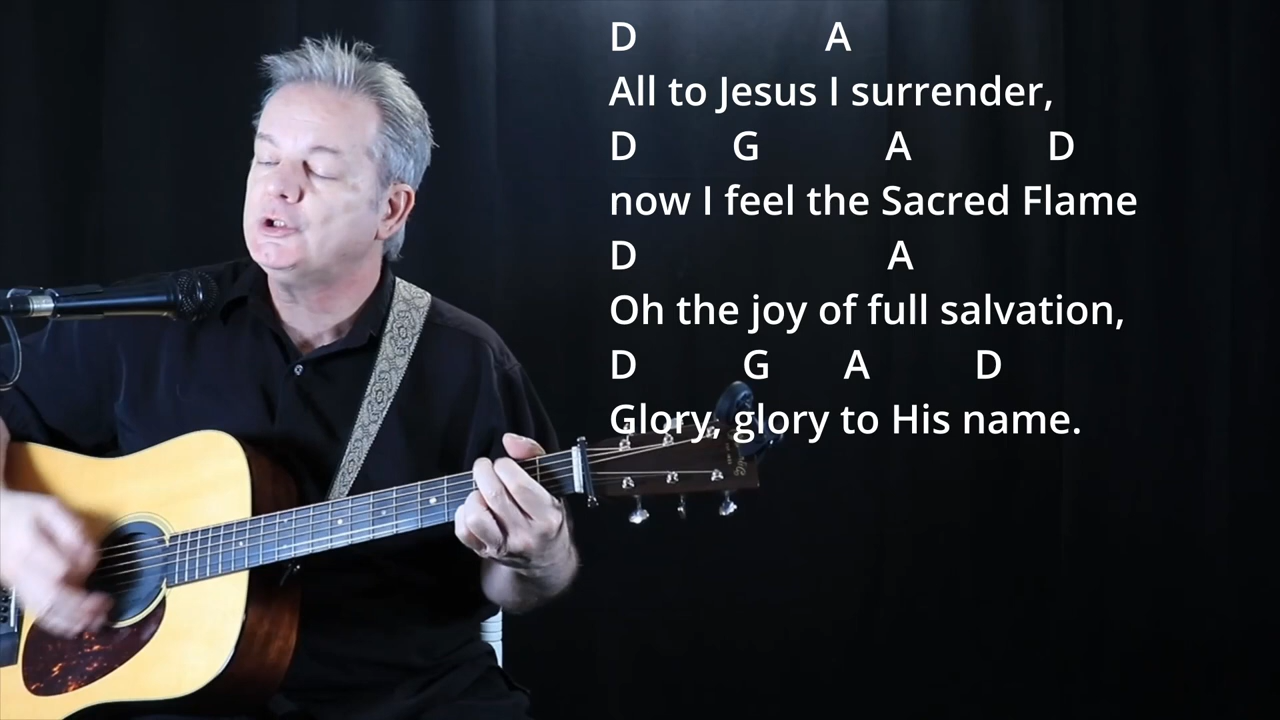 D A
All to Jesus I surrender,
D G A D
now I feel the Sacred Flame
D A
Oh the joy of full salvation,
D G A D
Glory, glory to His name.